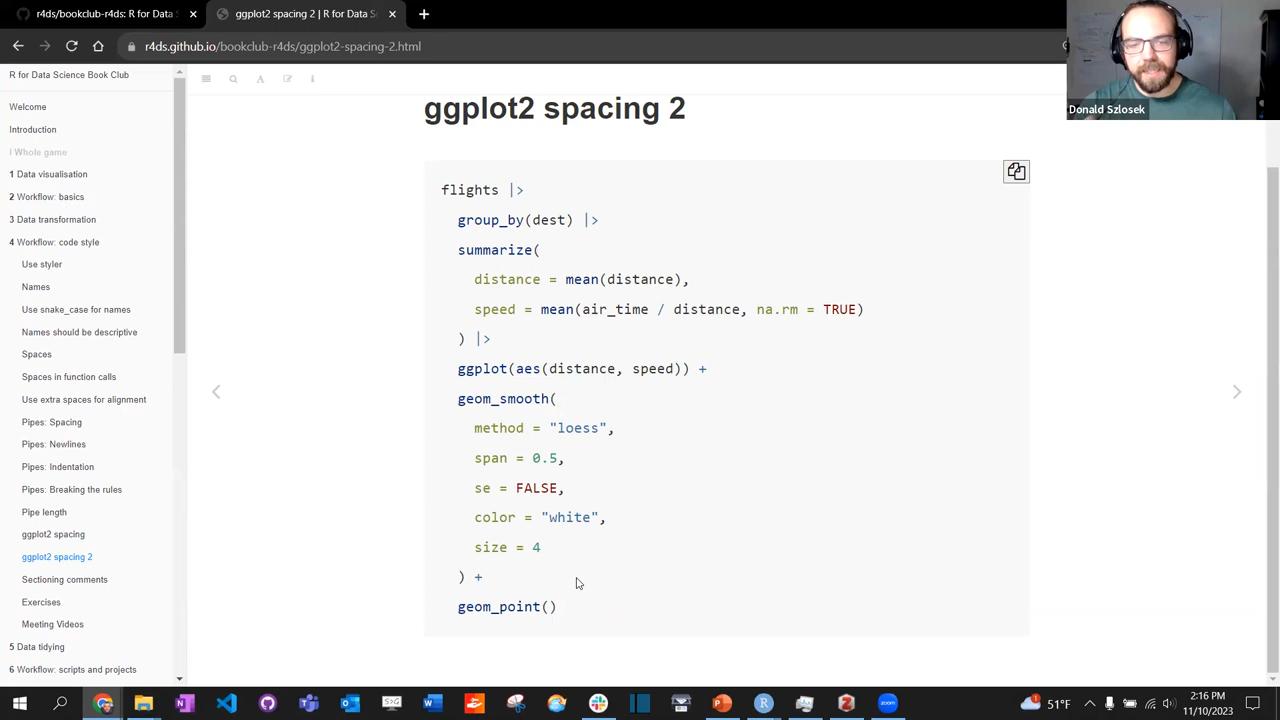 r4ds/bookclub-r4ds: R for Data S
ggplot2 spacing 2 | R for Data Sc
r4ds.github.io/bookclub-r4ds/ggplot2-spacing-2.html
Donald Szlosek
R for Data Science Book Club
Welcome
Introduction
I Whole game
1 Data visualisation
2 Workflow: basics
3 Data transformation
4 Workflow: code style
Use styler
Names
Use snake_case for names
Names should be descriptive
Spaces
Spaces in function calls
Use extra spaces for alignment
Pipes: Spacing
Pipes: Newlines
Pipes: Indentation
Pipes: Breaking the rules
Pipe length
ggplot2 spacing
ggplot2 spacing 2
Sectioning comments
Exercises
Meeting Videos
5 Data tidying
6 Workflow: scripts and projects
ggplot2 spacing 2
flights |>
group_by(dest) |>
summarize(
distance = mean(distance),
speed = mean(air_time / distance, na.rm = TRUE)
) |>
ggplot(aes(distance, speed)) +
geom_smooth(
method = "loess",
span = 0.5,
se = FALSE,
color = "white",
size = 4
) +
geom_point()
51°F
2:16 PM
11/10/2023